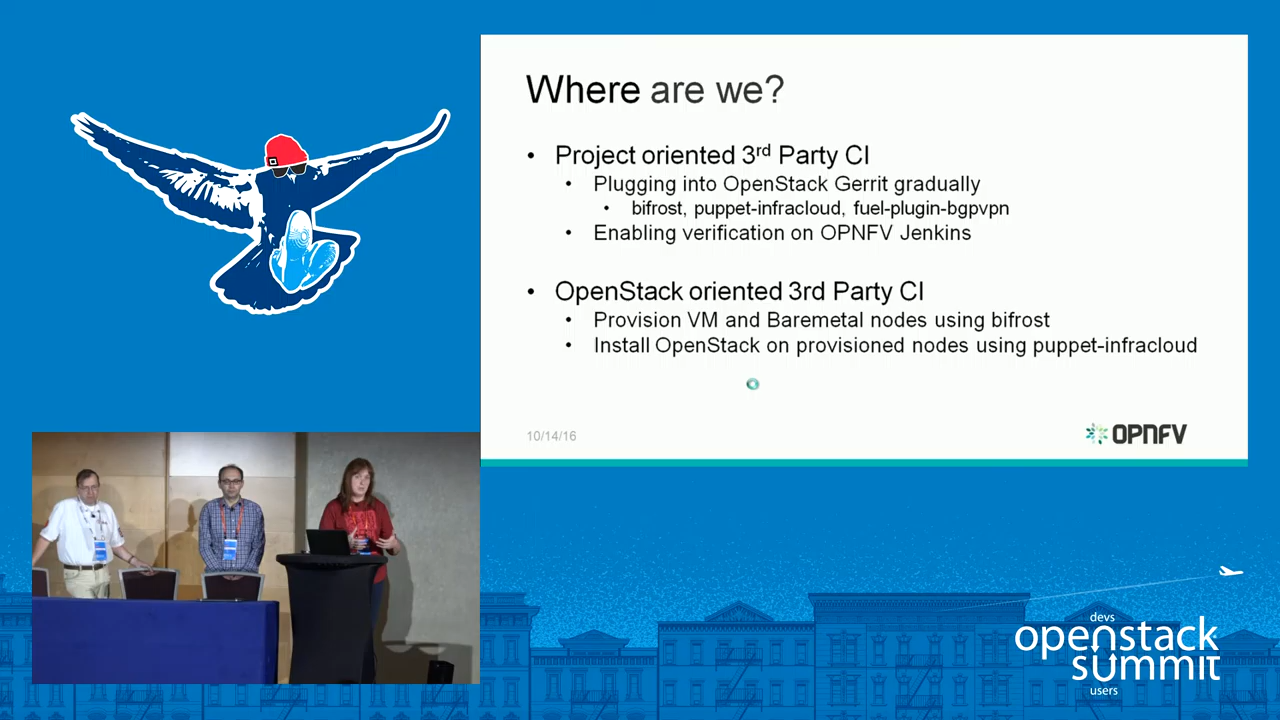 Where are we?
• Project oriented 3rd Party CI
• Plugging into OpenStack Gerrit gradually
• bifrost, puppet-infracloud, fuel-plugin-bgpvpn
• Enabling verification on OPNFV Jenkins
• OpenStack oriented 3rd Party CI
• Provision VM and Baremetal nodes using bifrost
• Install OpenStack on provisioned nodes using puppet-infracloud
10/14/16
OPNFV
devs
openstack
summit
users